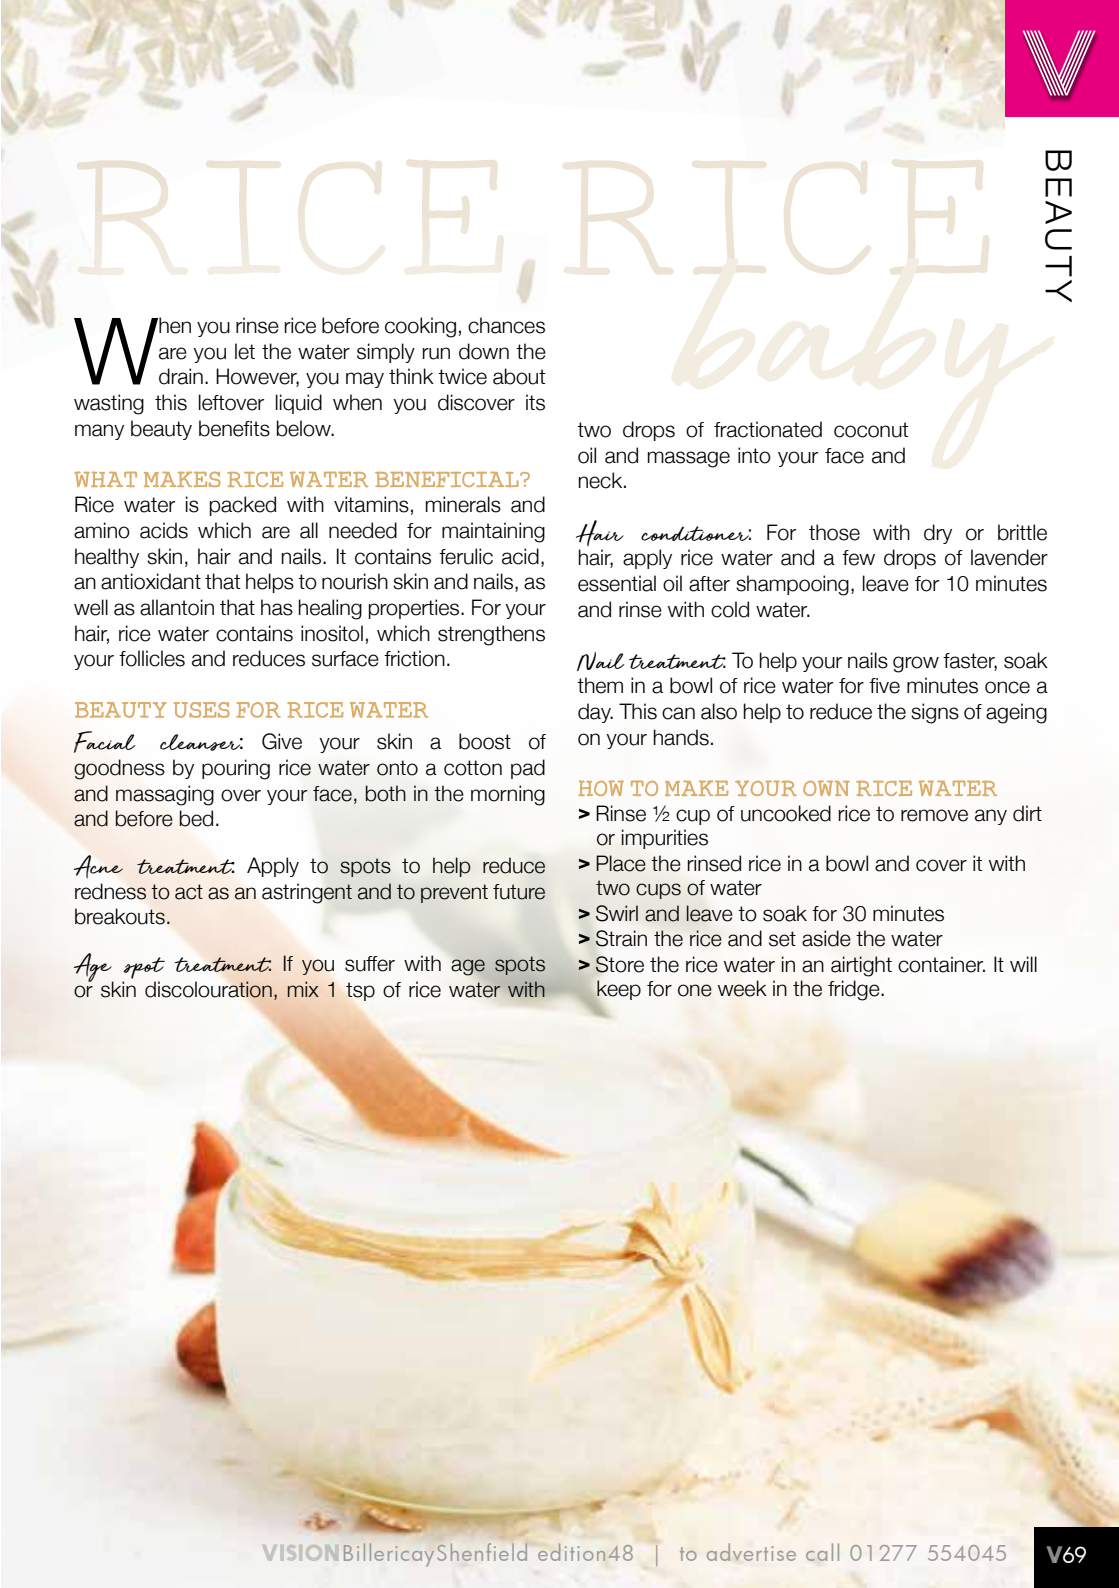 V
BEAUTY
RICE, RICE
baby
When you rinse rice before cooking, chances
are you let the water simply run down the
drain. However, you may think twice about
wasting this leftover liquid when you discover its
many beauty benefits below.
WHAT MAKES RICE WATER BENEFICIAL?
Rice water is packed with vitamins, minerals and
amino acids which are all needed for maintaining
healthy skin, hair and nails. It contains ferulic acid,
an antioxidant that helps to nourish skin and nails, as
well as allantoin that has healing properties. For your
hair, rice water contains inositol, which strengthens
your follicles and reduces surface friction.
BEAUTY USES FOR RICE WATER
Facial cleanser: Give your skin a boost of
goodness by pouring rice water onto a cotton pad
and massaging over your face, both in the morning
and before bed.
Acne treatment: Apply to spots to help reduce
redness to act as an astringent and to prevent future
breakouts.
Age spot treatment: If you suffer with age spots
or skin discolouration, mix 1 tsp of rice water with
two drops of fractionated coconut
oil and massage into your face and
neck.
Hair conditioner: For those with dry or brittle
hair, apply rice water and a few drops of lavender
essential oil after shampooing, leave for 10 minutes
and rinse with cold water.
Nail treatment: To help your nails grow faster, soak
them in a bowl of rice water for five minutes once a
day. This can also help to reduce the signs of ageing
on your hands.
HOW TO MAKE YOUR OWN RICE WATER
> Rinse ½ cup of uncooked rice to remove any dirt
or impurities
> Place the rinsed rice in a bowl and cover it with
two cups of water
> Swirl and leave to soak for 30 minutes
> Strain the rice and set aside the water
> Store the rice water in an airtight container. It will
keep for one week in the fridge.
VISIONBillericayShenfield edition48 | to advertise call 01277 554045
V69